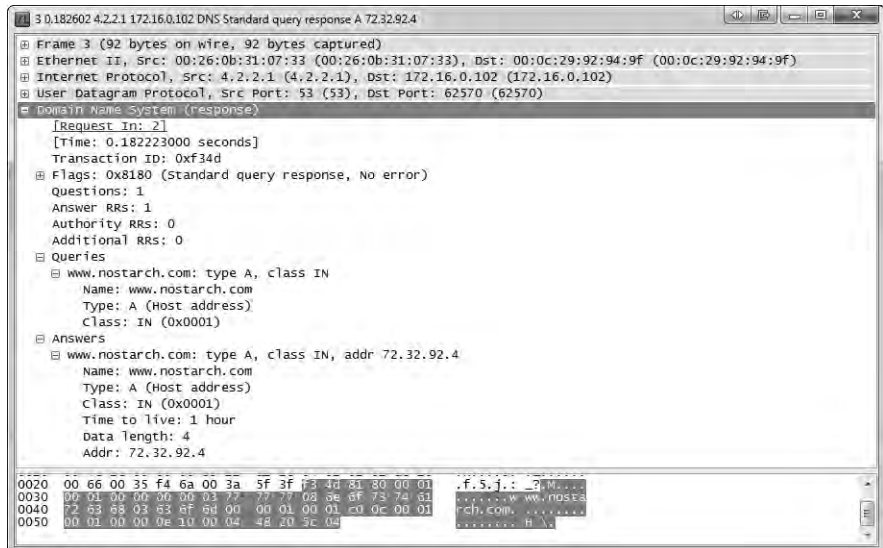 3 0.182602 4.2.2.1 172.16.0.102 DNS Standard query response A 72.32.92.4
Frame 3 (92 bytes on wire, 92 bytes captured)
Ethernet II, Src: 00:26:0b:31:07:33 (00:26:0b:31:07:33), Dst: 00:0c:29:92:94:9f (00:0c:29:92:94:9f)
Internet Protocol, Src: 4.2.2.1 (4.2.2.1), Dst: 172.16.0.102 (172.16.0.102)
User Datagram Protocol, Src Port: 53 (53), Dst Port: 62570 (62570)
Domain Name System (response)
[Request In: 2]
[Time: 0.182223000 seconds]
Transaction ID: 0xf34d
Flags: 0x8180 (Standard query response, No error)
Questions: 1
Answer RRs: 1
Authority RRs: 0
Additional RRs: 0
Queries
www.nostarch.com: type A, class IN
Name: www.nostarch.com
Type: A (Host address)
Class: IN (0x0001)
Answers
www.nostarch.com: type A, class IN, addr 72.32.92.4
Name: www.nostarch.com
Type: A (Host address)
Class: IN (0x0001)
Time to live: 1 hour
Data length: 4
Addr: 72.32.92.4
0020 00 66 00 35 f4 6a 00 3a 5f 3f f3 4d 81 80 00 01 .f.5.j.: _?.M....
0030 00 01 00 00 00 00 03 77 77 77 08 6e 6f 73 74 61 .......w ww.nosta
0040 72 63 68 03 63 6f 6d 00 00 01 00 01 c0 0c 00 01 rch.com. ........
0050 00 01 00 00 0e 10 00 04 48 20 5c 04 ........ H \.